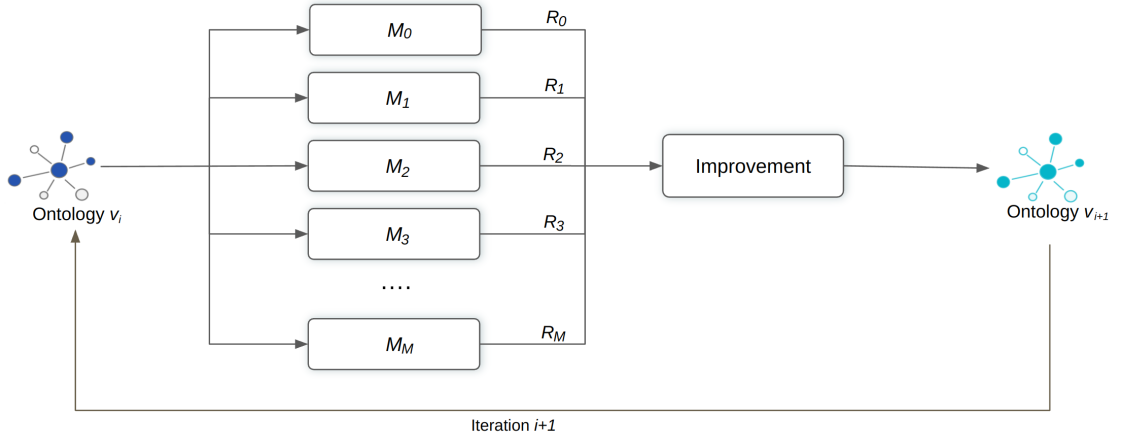 M0
R0
M1
R1
M2
R2
Improvement
Ontology vi
Ontology vi+1
M3
R3
....
MM
RM
Iteration i+1